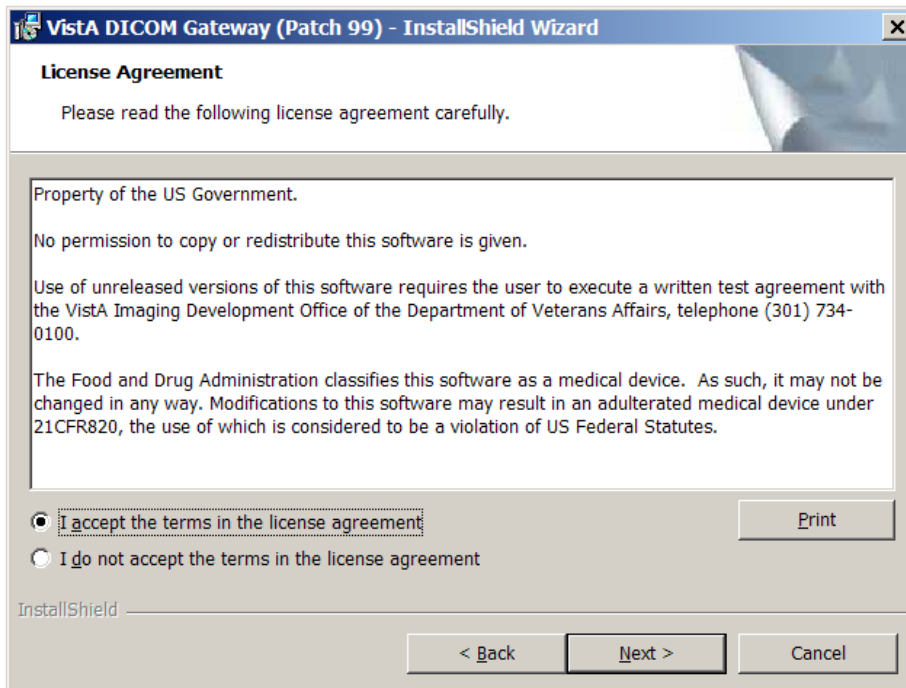 VistA DICOM Gateway (Patch 99) - InstallShield Wizard
License Agreement
Please read the following license agreement carefully.
Property of the US Government.
No permission to copy or redistribute this software is given.
Use of unreleased versions of this software requires the user to execute a written test agreement with
the VistA Imaging Development Office of the Department of Veterans Affairs, telephone (301) 734-
0100.
The Food and Drug Administration classifies this software as a medical device.  As such, it may not be
changed in any way. Modifications to this software may result in an adulterated medical device under
21CFR820, the use of which is considered to be a violation of US Federal Statutes.
I accept the terms in the license agreement
Print
I do not accept the terms in the license agreement
InstallShield
< Back
Next >
Cancel